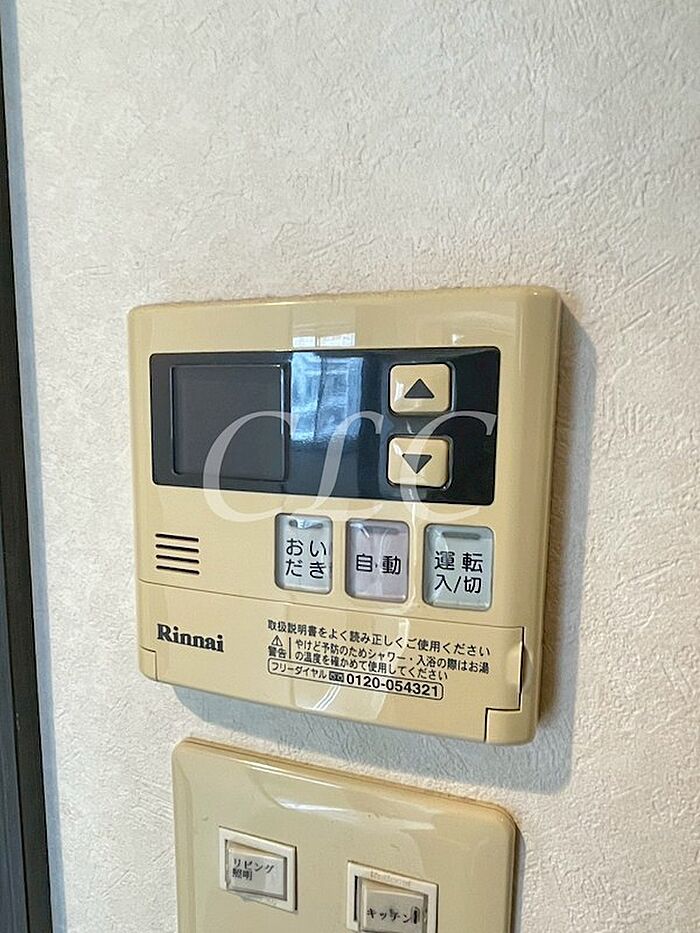 CLC
▲
▼
おい
だき
自動
運転
入/切
Rinnai
取扱説明書をよく読み正しくご使用ください
⚠
警告
やけど予防のためシャワー・入浴の際はお湯
の温度を確かめて使用してください
フリーダイヤル 0120-054321
リビング
照明
キッチン